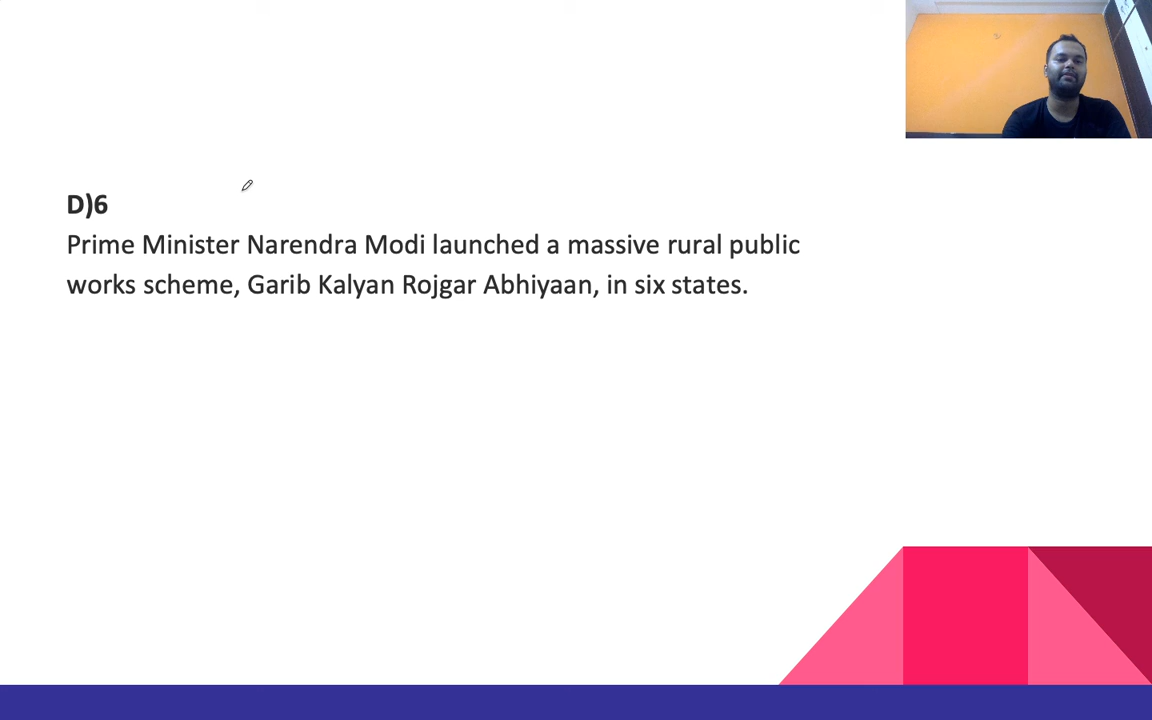 D)6
Prime Minister Narendra Modi launched a massive rural public
works scheme, Garib Kalyan Rojgar Abhiyaan, in six states.